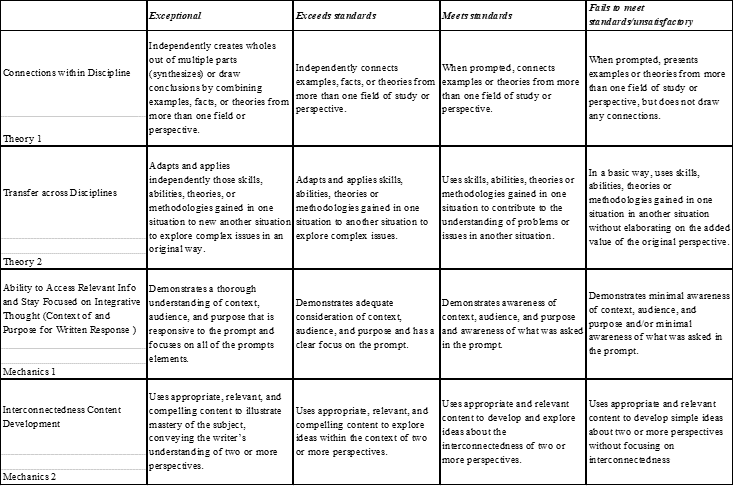 Exceptional
Exceeds standards
Meets standards
Fails to meet
standards/unsatisfactory
Connections within Discipline
Theory 1
Independently creates wholes
out of multiple parts
(synthesizes) or draw
conclusions by combining
examples, facts, or theories from
more than one field or
perspective.
Independently connects
examples, facts, or theories from
more than one field of study or
perspective.
When prompted, connects
examples or theories from more
than one field of study or
perspective.
When prompted, presents
examples or theories from more
than one field of study or
perspective, but does not draw
any connections.
Transfer across Disciplines
Theory 2
Adapts and applies
independently those skills,
abilities, theories, or
methodologies gained in one
situation to new another situation
to explore complex issues in an
original way.
Adapts and applies skills,
abilities, theories or
methodologies gained in one
situation to another situation to
explore complex issues.
Uses skills, abilities, theories or
methodologies gained in one
situation to contribute to the
understanding of problems or
issues in another situation.
In a basic way, uses skills,
abilities, theories or
methodologies gained in one
situation in another situation
without elaborating on the added
value of the original perspective.
Ability to Access Relevant Info
and Stay Focused on Integrative
Thought (Context of and
Purpose for Written Response )
Mechanics 1
Demonstrates a thorough
understanding of context,
audience, and purpose that is
responsive to the prompt and
focuses on all of the prompts
elements.
Demonstrates adequate
consideration of context,
audience, and purpose and has a
clear focus on the prompt.
Demonstrates awareness of
context, audience, and purpose
and awareness of what was asked
in the prompt.
Demonstrates minimal awareness
of context, audience, and
purpose and/or minimal
awareness of what was asked in
the prompt.
Interconnectedness Content
Development
Mechanics 2
Uses appropriate, relevant, and
compelling content to illustrate
mastery of the subject,
conveying the writer's
understanding of two or more
perspectives.
Uses appropriate, relevant, and
compelling content to explore
ideas within the context of two
or more perspectives.
Uses appropriate and relevant
content to develop and explore
ideas about the
interconnectedness of two or
more perspectives.
Uses appropriate and relevant
content to develop simple ideas
about two or more perspectives
without focusing on
interconnectedness